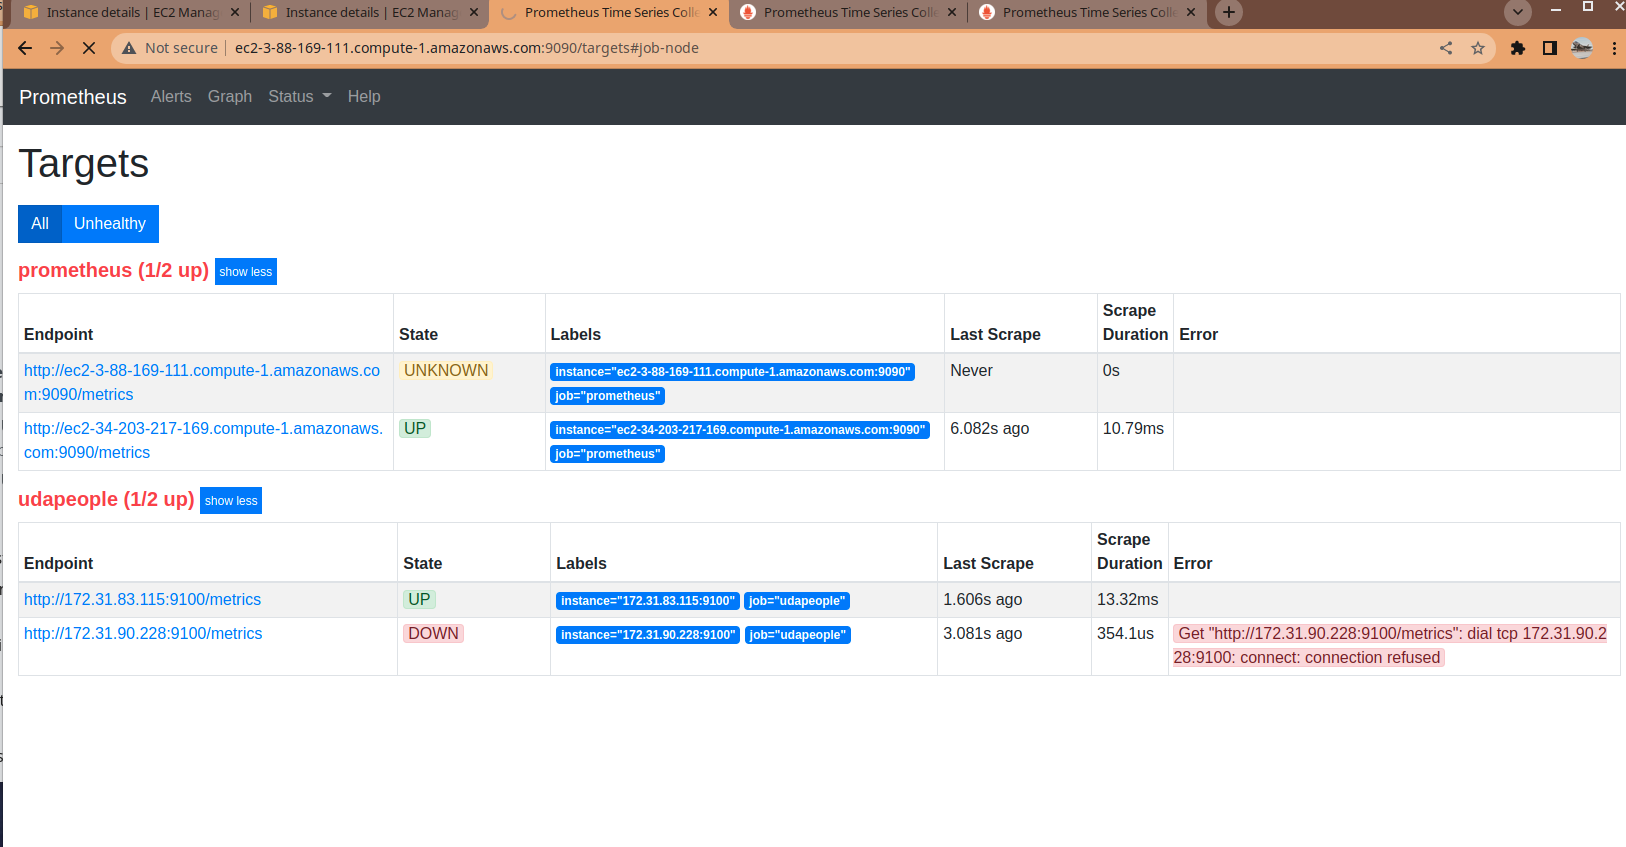 Instance details | EC2 Manag
Instance details | EC2 Manag
Prometheus Time Series Colle
Prometheus Time Series Colle
Prometheus Time Series Colle
Not secure
ec2-3-88-169-111.compute-1.amazonaws.com:9090/targets#job-node
Prometheus Alerts Graph Status Help
Targets
All Unhealthy
prometheus (1/2 up) show less
Endpoint State Labels Last Scrape Scrape Duration Error
http://ec2-3-88-169-111.compute-1.amazonaws.co
m:9090/metrics
UNKNOWN
instance="ec2-3-88-169-111.compute-1.amazonaws.com:9090"
job="prometheus"
Never
0s
http://ec2-34-203-217-169.compute-1.amazonaws.
com:9090/metrics
UP
instance="ec2-34-203-217-169.compute-1.amazonaws.com:9090"
job="prometheus"
6.082s ago
10.79ms
udapeople (1/2 up) show less
Endpoint State Labels Last Scrape Scrape Duration Error
http://172.31.83.115:9100/metrics UP instance="172.31.83.115:9100" job="udapeople" 1.606s ago 13.32ms
http://172.31.90.228:9100/metrics DOWN instance="172.31.90.228:9100" job="udapeople" 3.081s ago 354.1us
Get "http://172.31.90.228:9100/metrics": dial tcp 172.31.90.2
28:9100: connect: connection refused